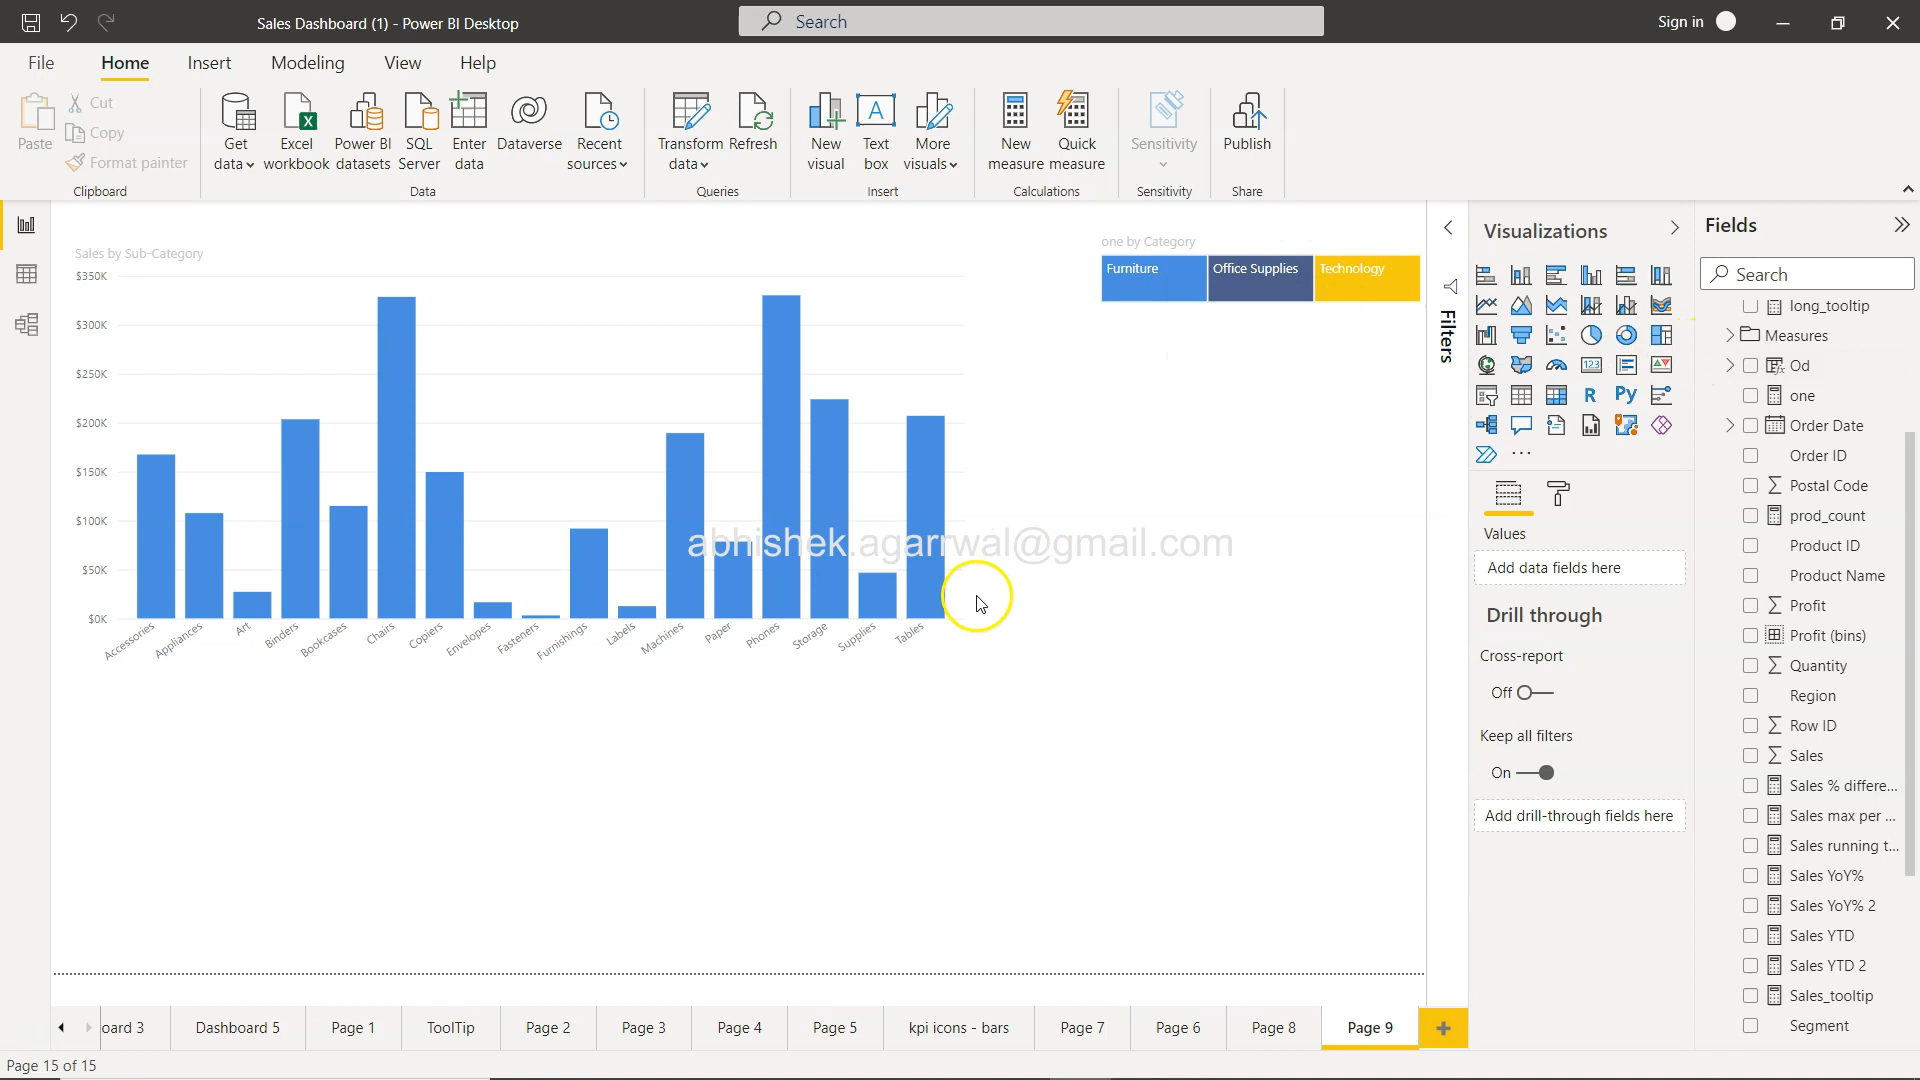 Sales Dashboard (1) - Power BI Desktop
Search
Sign in
File Home Insert Modeling View Help
Paste
Cut
Copy
Format painter
Clipboard
Get data
Excel workbook
Power BI datasets
SQL Server
Enter data
Dataverse
Recent sources
Data
Transform data
Refresh
Queries
New visual
Text box
More visuals
Insert
New measure
Quick measure
Calculations
Sensitivity
Sensitivity
Publish
Share
Sales by Sub-Category
$350K
$300K
$250K
$200K
$150K
$100K
$50K
$0K
Accessories
Appliances
Art
Binders
Bookcases
Chairs
Copiers
Envelopes
Fasteners
Furnishings
Labels
Machines
Paper
Phones
Storage
Supplies
Tables
one by Category
Furniture
Office Supplies
Technology
abhishek.agarrwal@gmail.com
Filters
Visualizations
123
R
Py
Values
Add data fields here
Drill through
Cross-report
Off
Keep all filters
On
Add drill-through fields here
Fields
Search
long_tooltip
Measures
Od
one
Order Date
Order ID
Postal Code
prod_count
Product ID
Product Name
Profit
Profit (bins)
Quantity
Region
Row ID
Sales
Sales % differe...
Sales max per ...
Sales running t...
Sales YoY%
Sales YoY% 2
Sales YTD
Sales YTD 2
Sales_tooltip
Segment
oard 3
Dashboard 5
Page 1
ToolTip
Page 2
Page 3
Page 4
Page 5
kpi icons - bars
Page 7
Page 6
Page 8
Page 9
Page 15 of 15